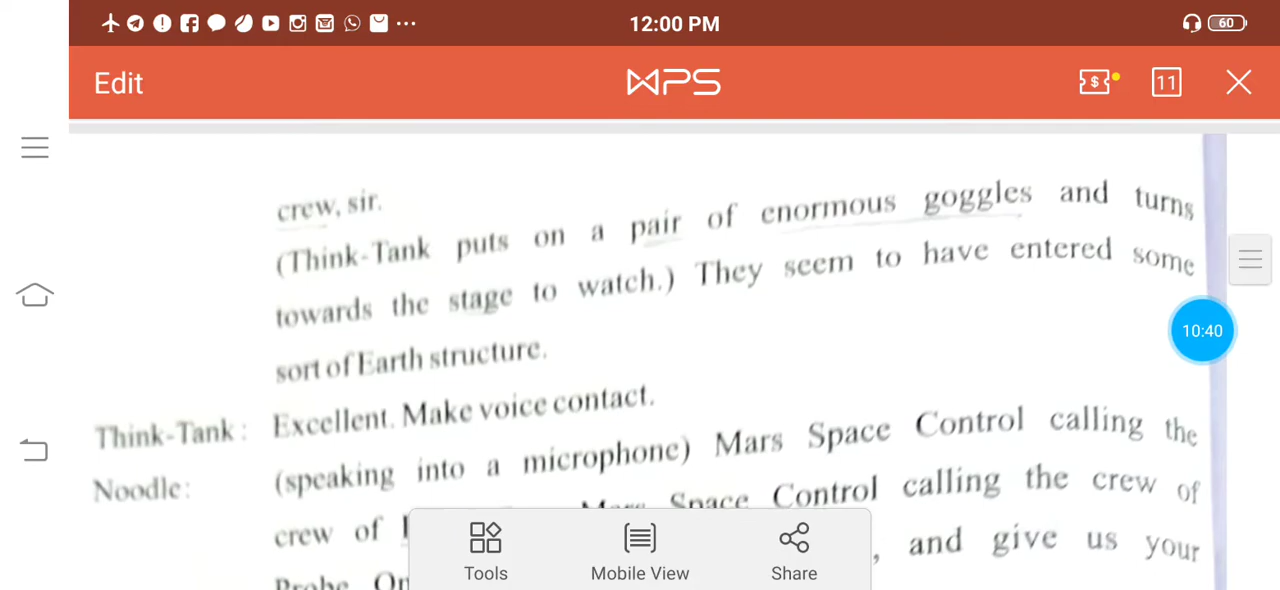 12:00 PM
60
Edit
WPS
$
11
crew, sir.
(Think-Tank puts on a pair of enormous goggles and turns
towards the stage to watch.) They seem to have entered some
sort of Earth structure.
10:40
Think-Tank: Excellent. Make voice contact.
Noodle: (speaking into a microphone) Mars Space Control calling the
crew of Space Control calling the crew of
Probe On , and give us your
Tools
Mobile View
Share